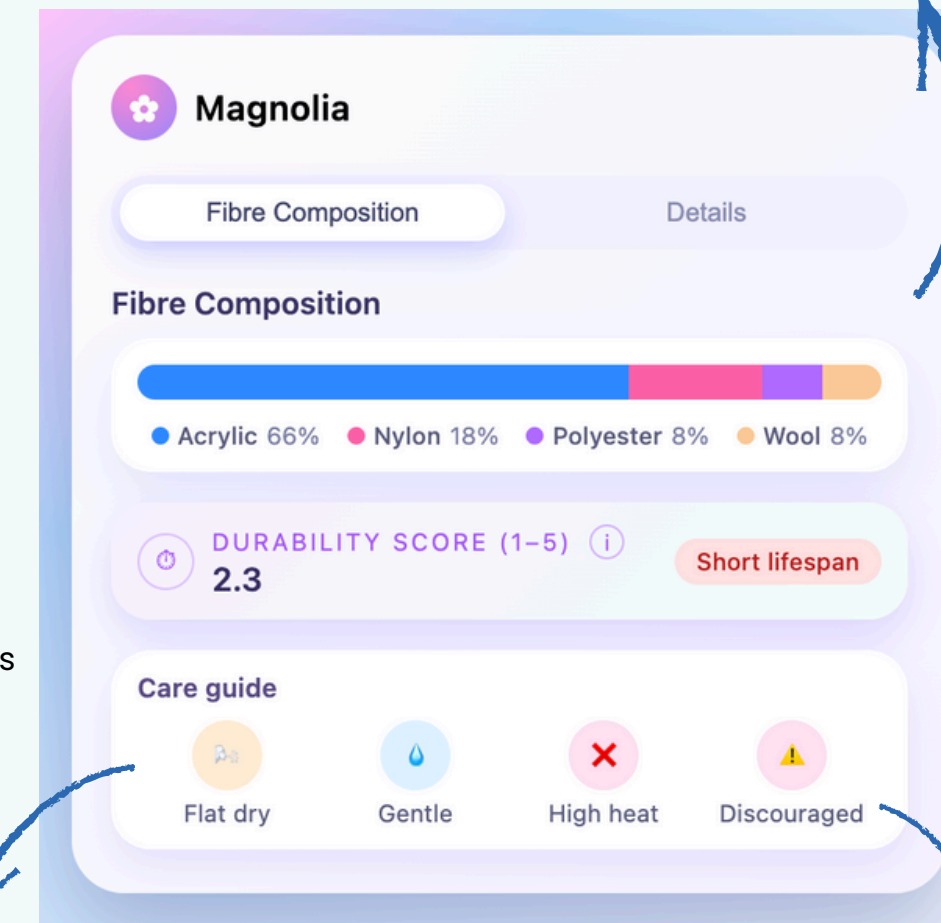 Magnolia
Fibre Composition Details
Fibre Composition
Acrylic 66% Nylon 18% Polyester 8% Wool 8%
DURABILITY SCORE (1–5) i
2.3
Short lifespan
s
Care guide
Flat dry Gentle High heat Discouraged